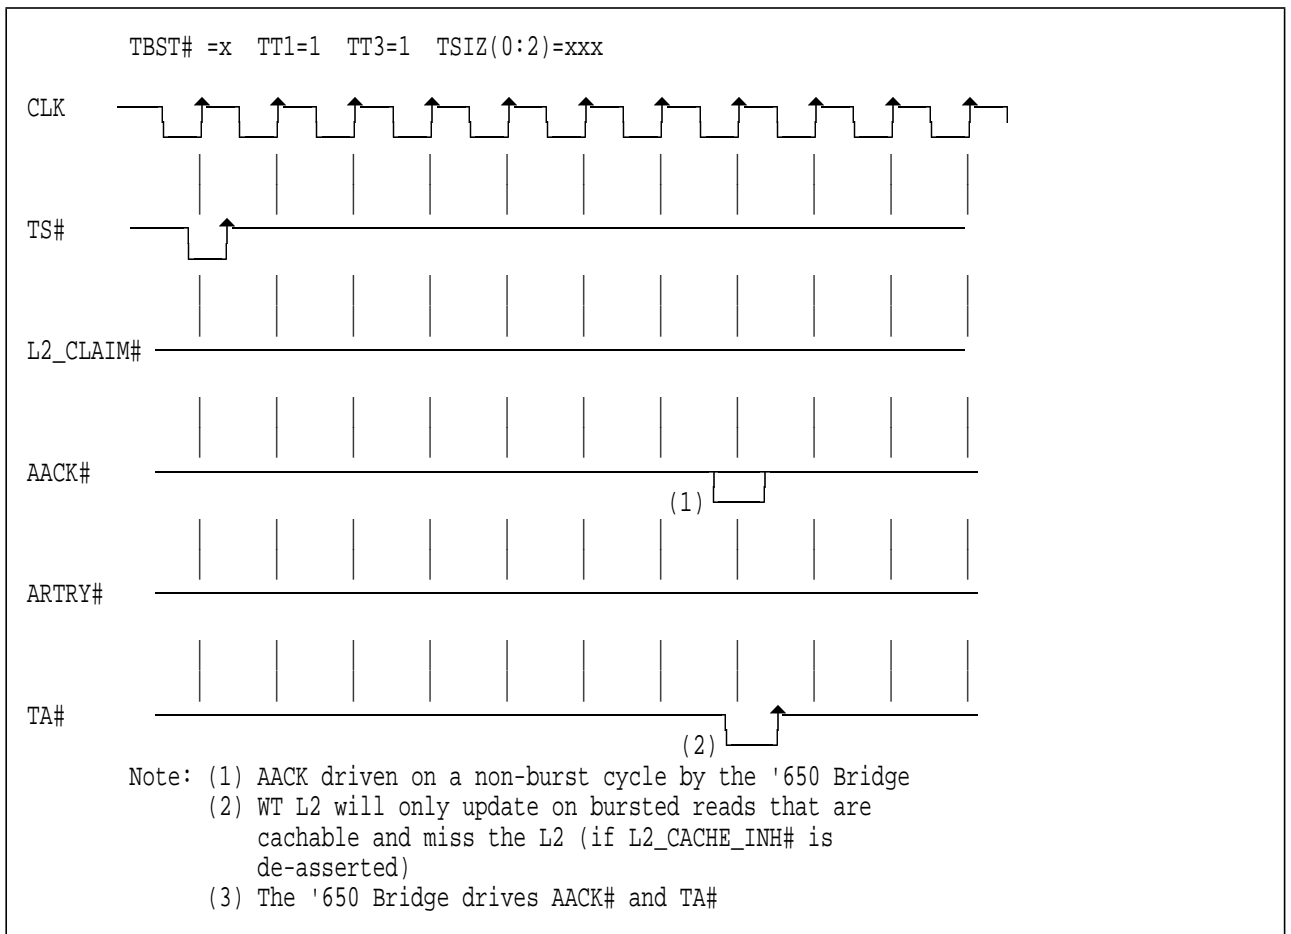 TBST# =x TT1=1 TT3=1 TSIZ(0:2)=xxx
CLK
TS#
L2_CLAIM#
AACK#
(1)
ARTRY#
TA#
(2)
Note: (1) AACK driven on a non-burst cycle by the '650 Bridge
(2) WT L2 will only update on bursted reads that are
cachable and miss the L2 (if L2_CACHE_INH# is
de-asserted)
(3) The '650 Bridge drives AACK# and TA#